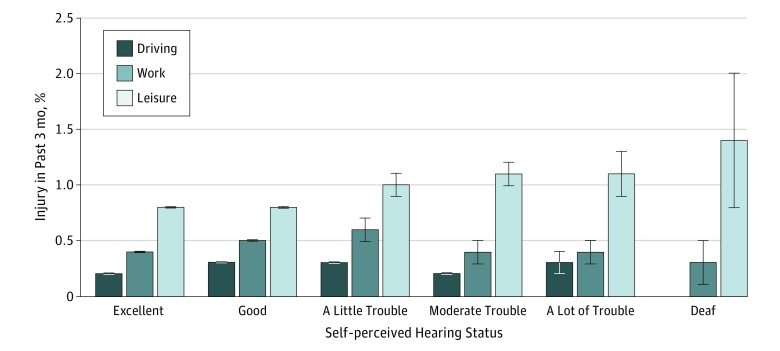 2.5
2.0
1.5
1.0
0.5
0
Injury in Past 3 mo, %
Driving
Work
Leisure
Excellent
Good
A Little Trouble
Moderate Trouble
A Lot of Trouble
Deaf
Self-perceived Hearing Status